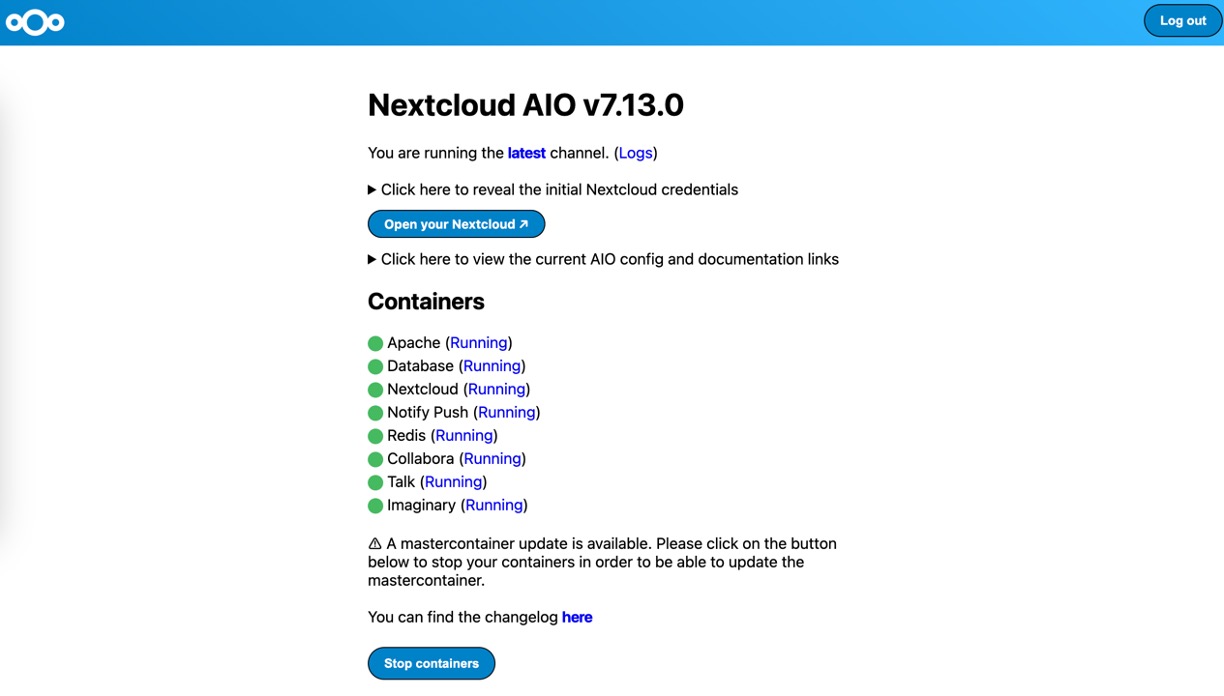 Log out
Nextcloud AIO v7.13.0
You are running the latest channel. (Logs)
Click here to reveal the initial Nextcloud credentials
Open your Nextcloud ↗
Click here to view the current AIO config and documentation links
Containers
Apache (Running)
Database (Running)
Nextcloud (Running)
Notify Push (Running)
Redis (Running)
Collabora (Running)
Talk (Running)
Imaginary (Running)
⚠ A mastercontainer update is available. Please click on the button
below to stop your containers in order to be able to update the
mastercontainer.
You can find the changelog here
Stop containers